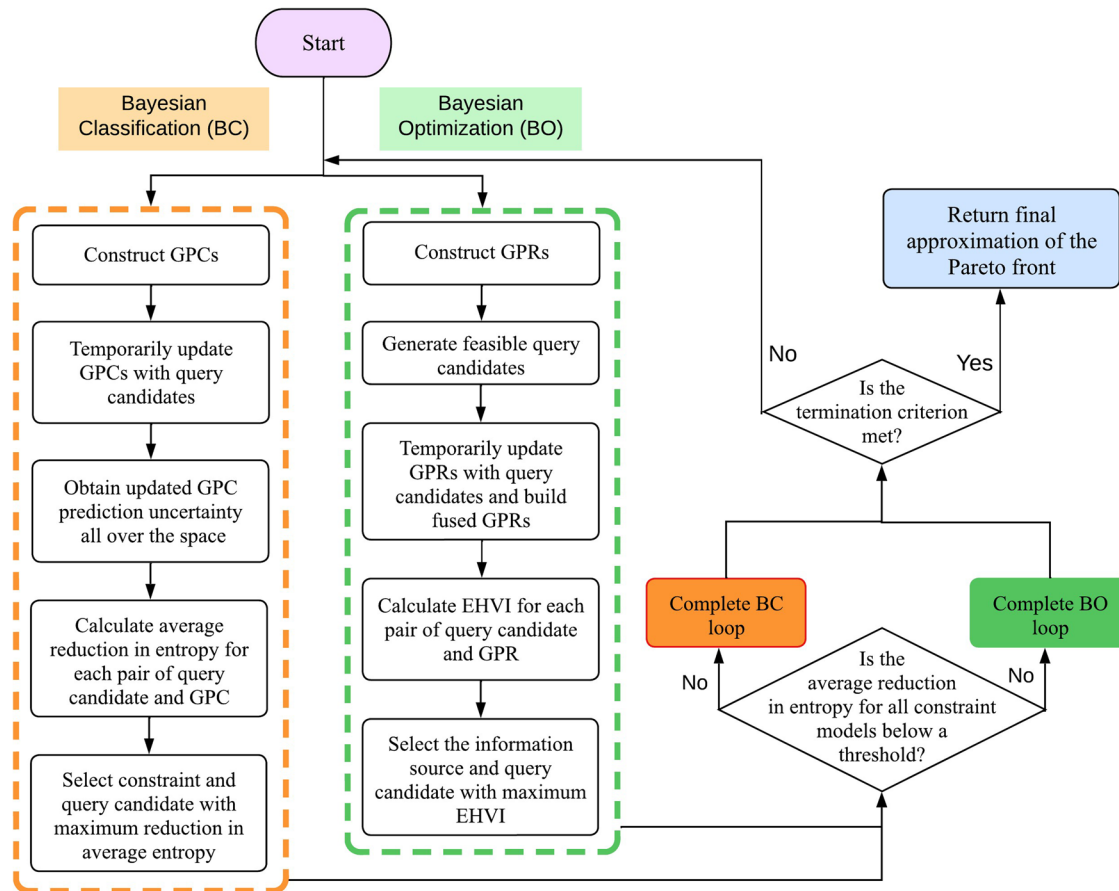 Start
Bayesian
Classification (BC)
Bayesian
Optimization (BO)
Construct GPCs
Temporarily update
GPCs with query
candidates
Obtain updated GPC
prediction uncertainty
all over the space
Calculate average
reduction in entropy for
each pair of query
candidate and GPC
Select constraint and
query candidate with
maximum reduction in
average entropy
Construct GPRs
Generate feasible query
candidates
Temporarily update
GPRs with query
candidates and build
fused GPRs
Calculate EHVI for each
pair of query candidate
and GPR
Select the information
source and query
candidate with maximum
EHVI
Return final
approximation of the
Pareto front
No
Yes
Is the
termination criterion
met?
Complete BC
loop
Complete BO
loop
No
No
Is the
average reduction
in entropy for all constraint
models below a
threshold?